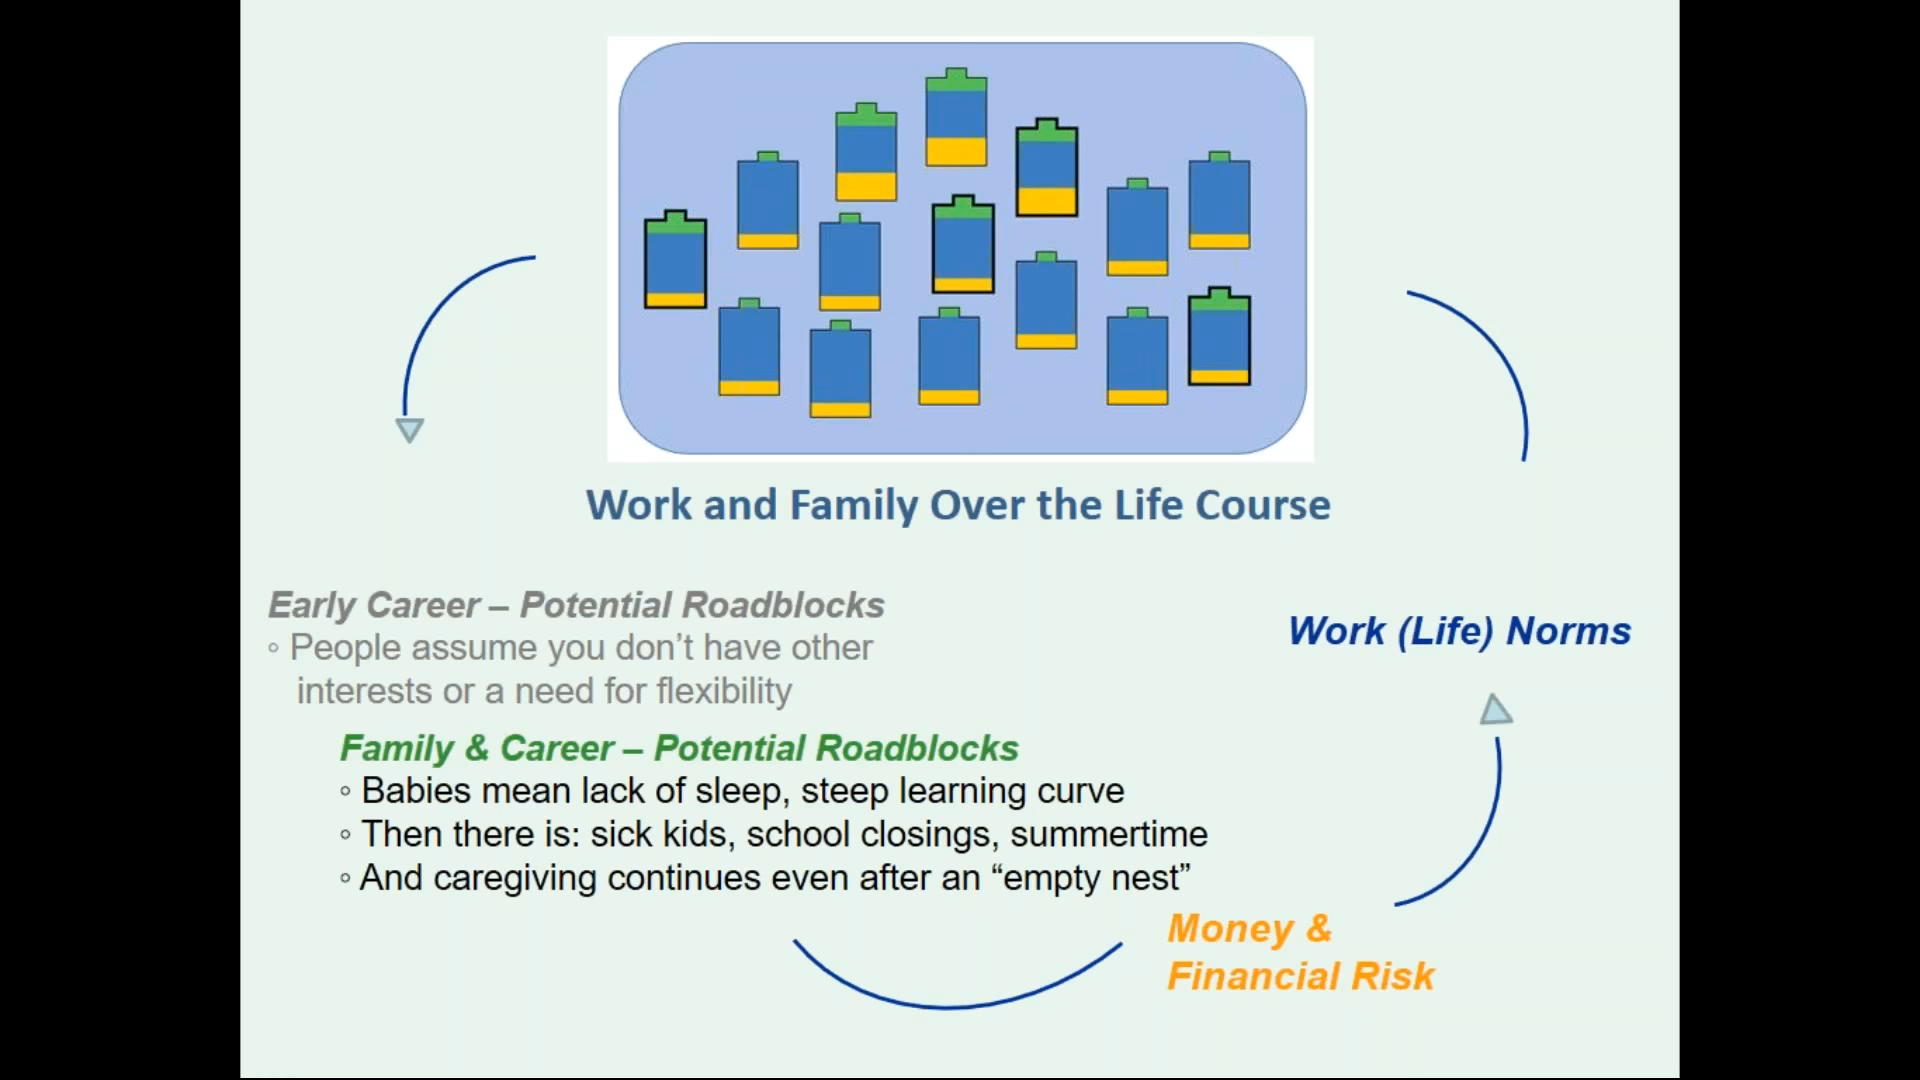 Work and Family Over the Life Course
Early Career – Potential Roadblocks
◦ People assume you don’t have other
interests or a need for flexibility
Family & Career – Potential Roadblocks
◦ Babies mean lack of sleep, steep learning curve
◦ Then there is: sick kids, school closings, summertime
◦ And caregiving continues even after an “empty nest”
Work (Life) Norms
Money &
Financial Risk